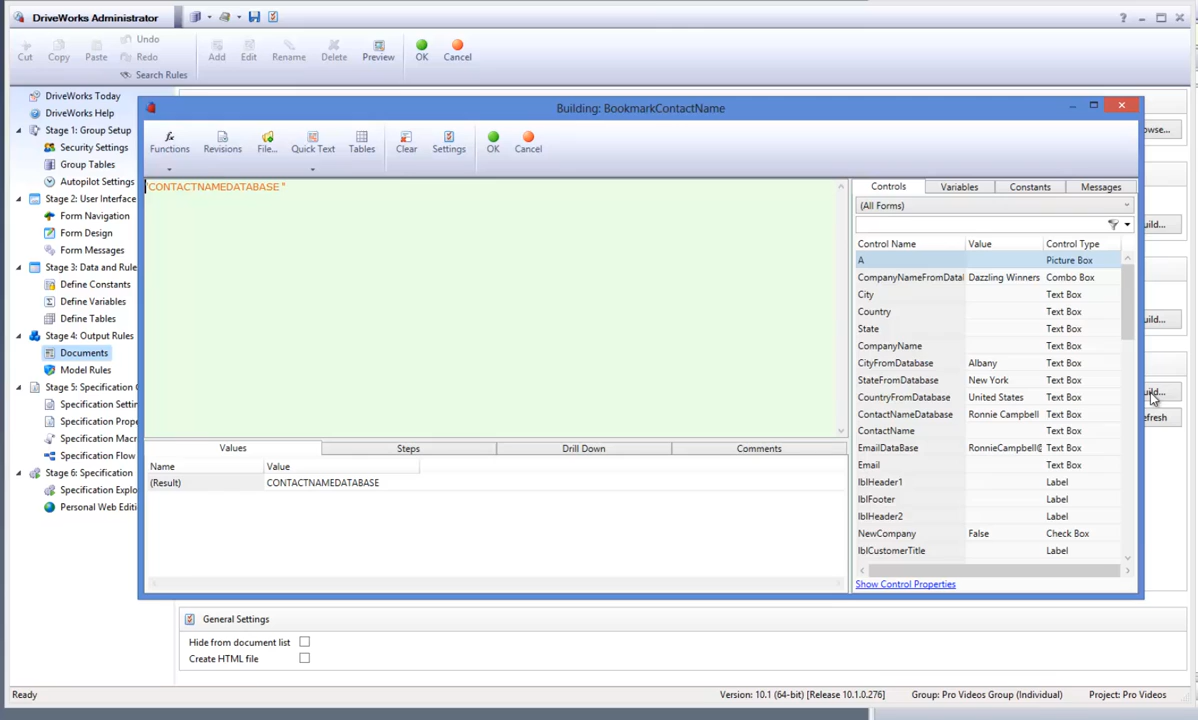 DriveWorks Administrator
Cut
Copy
Paste
Undo
Redo
Search Rules
Add
Edit
Rename
Delete
Preview
OK
Cancel
DriveWorks Today
DriveWorks Help
Stage 1: Group Setup
Security Settings
Group Tables
Autopilot Settings
Stage 2: User Interface
Form Navigation
Form Design
Form Messages
Stage 3: Data and Rule
Define Constants
Define Variables
Define Tables
Stage 4: Output Rules
Documents
Model Rules
Stage 5: Specification
Specification Settin
Specification Prope
Specification Macr
Specification Flow
Stage 6: Specification
Specification Explo
Personal Web Editi
Building: BookmarkContactName
Functions
Revisions
File...
Quick Text
Tables
Clear
Settings
OK
Cancel
"CONTACTNAMEDATABASE "
Values
Steps
Drill Down
Comments
Name Value
(Result) CONTACTNAMEDATABASE
Controls
Variables
Constants
Messages
(All Forms)
Control Name Value Control Type
A Picture Box
CompanyNameFromDatal Dazzling Winners Combo Box
City Text Box
Country Text Box
State Text Box
CompanyName Text Box
CityFromDatabase Albany Text Box
StateFromDatabase New York Text Box
CountryFromDatabase United States Text Box
ContactNameDatabase Ronnie Campbell Text Box
ContactName Text Box
EmailDataBase RonnieCampbell@ Text Box
Email Text Box
lblHeader1 Label
lblFooter Label
lblHeader2 Label
NewCompany False Check Box
lblCustomerTitle Label
Show Control Properties
owse...
uild...
uild...
uild...
efresh
General Settings
Hide from document list
Create HTML file
Ready
Version: 10.1 (64-bit) [Release 10.1.0.276]
Group: Pro Videos Group (Individual)
Project: Pro Videos